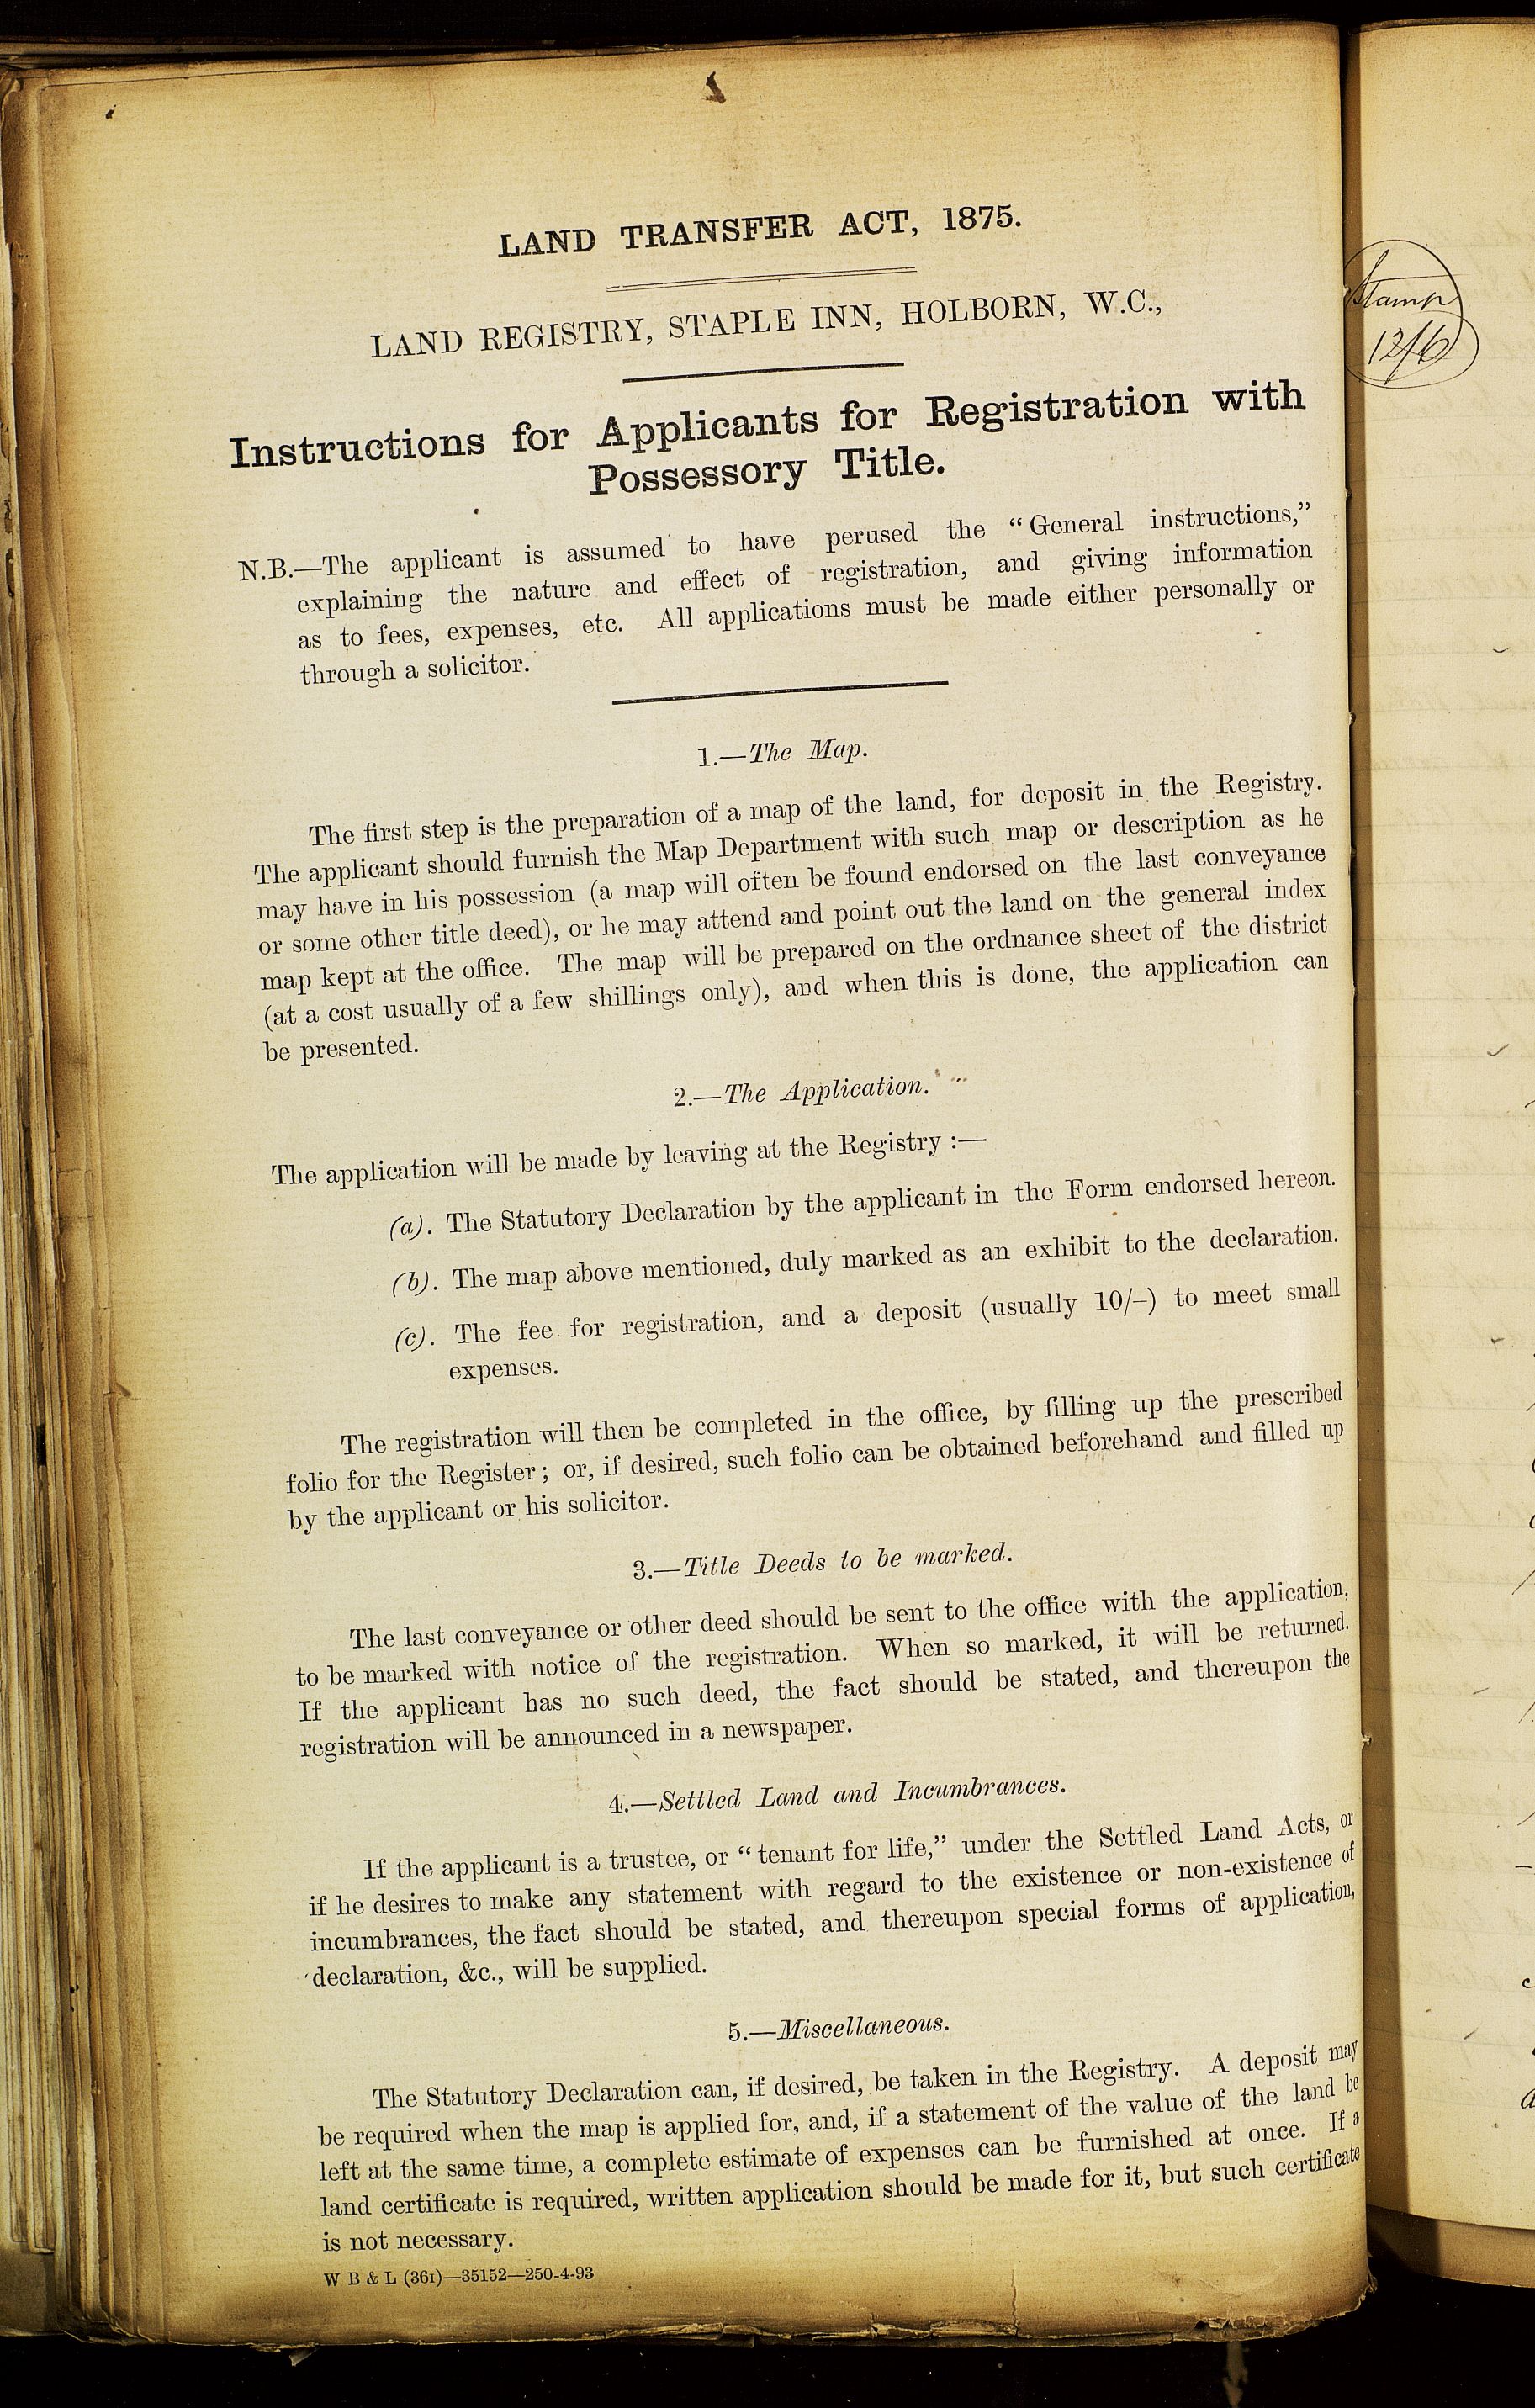 LAND TRANSFER ACT, 1875.
LAND REGISTRY, STAPLE INN, HOLBORN, W.C.,
Instructions for Applicants for Registration with
Possessory Title.
N.B.—The applicant is assumed to have perused the “General instructions,”
explaining the nature and effect of registration, and giving information
as to fees, expenses, etc. All applications must be made either personally or
through a solicitor.
1.—The Map.
The first step is the preparation of a map of the land, for deposit in the Registry.
The applicant should furnish the Map Department with such map or description as he
may have in his possession (a map will often be found endorsed on the last conveyance
or some other title deed), or he may attend and point out the land on the general index
map kept at the office. The map will be prepared on the ordnance sheet of the district
(at a cost usually of a few shillings only), and when this is done, the application can
be presented.
2.—The Application.
The application will be made by leaving at the Registry :—
(a). The Statutory Declaration by the applicant in the Form endorsed hereon.
(b). The map above mentioned, duly marked as an exhibit to the declaration.
(c). The fee for registration, and a deposit (usually 10/–) to meet small
expenses.
The registration will then be completed in the office, by filling up the prescribed
folio for the Register; or, if desired, such folio can be obtained beforehand and filled up
by the applicant or his solicitor.
3.—Title Deeds to be marked.
The last conveyance or other deed should be sent to the office with the application,
to be marked with notice of the registration. When so marked, it will be returned.
If the applicant has no such deed, the fact should be stated, and thereupon the
registration will be announced in a newspaper.
4.—Settled Land and Incumbrances.
If the applicant is a trustee, or “tenant for life,” under the Settled Land Acts, or
if he desires to make any statement with regard to the existence or non-existence of
incumbrances, the fact should be stated, and thereupon special forms of application,
declaration, &c., will be supplied.
5.—Miscellaneous.
The Statutory Declaration can, if desired, be taken in the Registry. A deposit may
be required when the map is applied for, and, if a statement of the value of the land be
left at the same time, a complete estimate of expenses can be furnished at once. If a
land certificate is required, written application should be made for it, but such certificate
is not necessary.
W B & L (361)—35152—250-4-93
Stamp
12/6